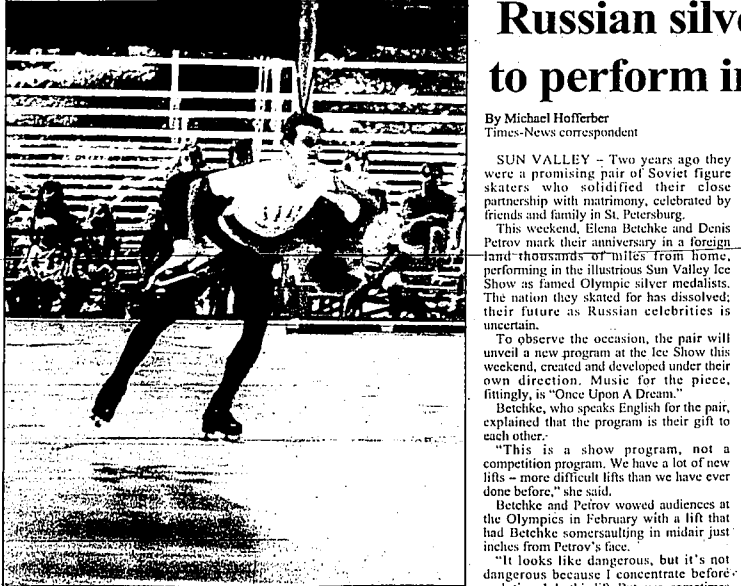 Russian silv
to perform i
By Michael Hofferber
Times-News correspondent
SUN VALLEY – Two years ago they
were a promising pair of Soviet figure
skaters who solidified their close
partnership with matrimony, celebrated by
friends and family in St. Petersburg.
This weekend, Elena Betchke and Denis
Petrov mark their anniversary in a foreign
land thousands of miles from home,
performing in the illustrious Sun Valley Ice
Show as famed Olympic silver medalists.
The nation they skated for has dissolved;
their future as Russian celebrities is
uncertain.
To observe the occasion, the pair will
unveil a new program at the Ice Show this
weekend, created and developed under their
own direction. Music for the piece,
fittingly, is "Once Upon A Dream."
Betchke, who speaks English for the pair,
explained that the program is their gift to
each other.
"This is a show program, not a
competition program. We have a lot of new
lifts – more difficult lifts than we have ever
done before," she said.
Betchke and Petrov wowed audiences at
the Olympics in February with a lift that
had Betchke somersaulting in midair just
inches from Petrov's face.
"It looks like dangerous, but it's not
dangerous because I concentrate before